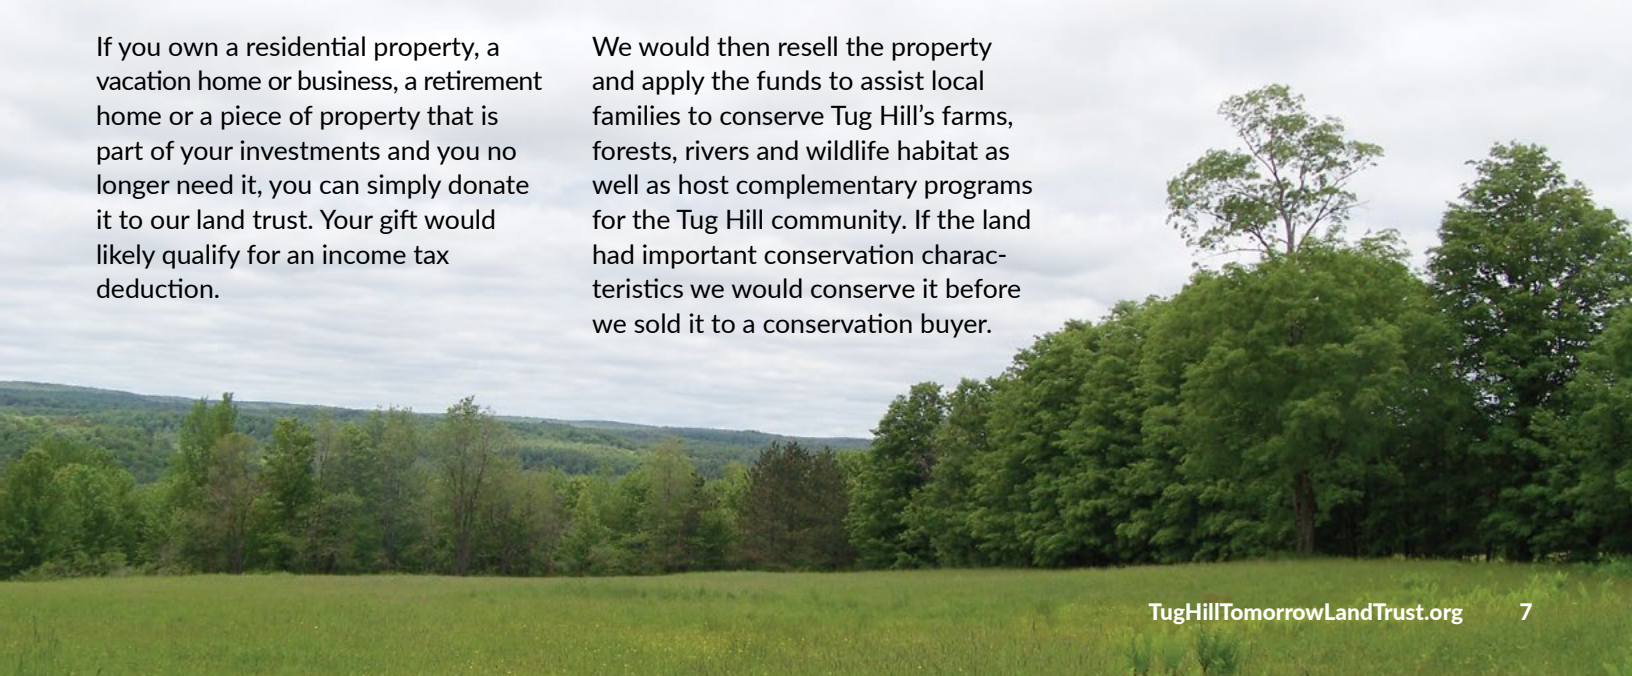 If you own a residential property, a
vacation home or business, a retirement
home or a piece of property that is
part of your investments and you no
longer need it, you can simply donate
it to our land trust. Your gift would
likely qualify for an income tax
deduction.
We would then resell the property
and apply the funds to assist local
families to conserve Tug Hill’s farms,
forests, rivers and wildlife habitat as
well as host complementary programs
for the Tug Hill community. If the land
had important conservation charac-
teristics we would conserve it before
we sold it to a conservation buyer.
TugHillTomorrowLandTrust.org 7